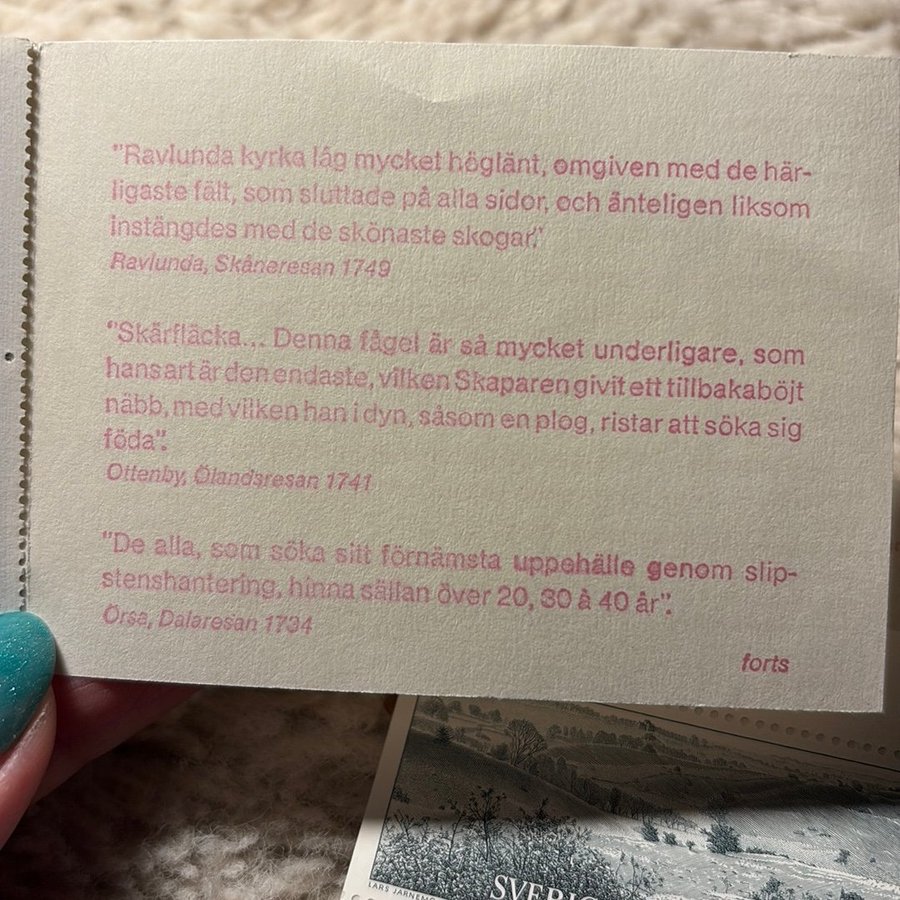 "Ravlunda kyrka låg mycket höglänt, omgiven med de här-
ligaste fält, som sluttade på alla sidor, och änteligen liksom
instängdes med de skönaste skogar."
Ravlunda, Skåneresan 1749
"Skärfläcka... Denna fågel är så mycket underligare, som
hans art är den endaste, vilken Skaparen givit ett tillbakaböjt
näbb, med vilken han i dyn, såsom en plog, ristar att söka sig
föda".
Ottenby, Ölandsresan 1741
"De alla, som söka sitt förnämsta uppehälle genom slip-
stenshantering, hinna sällan över 20, 30 à 40 år".
Orsa, Dalaresan 1734
forts
LARS
SVERI